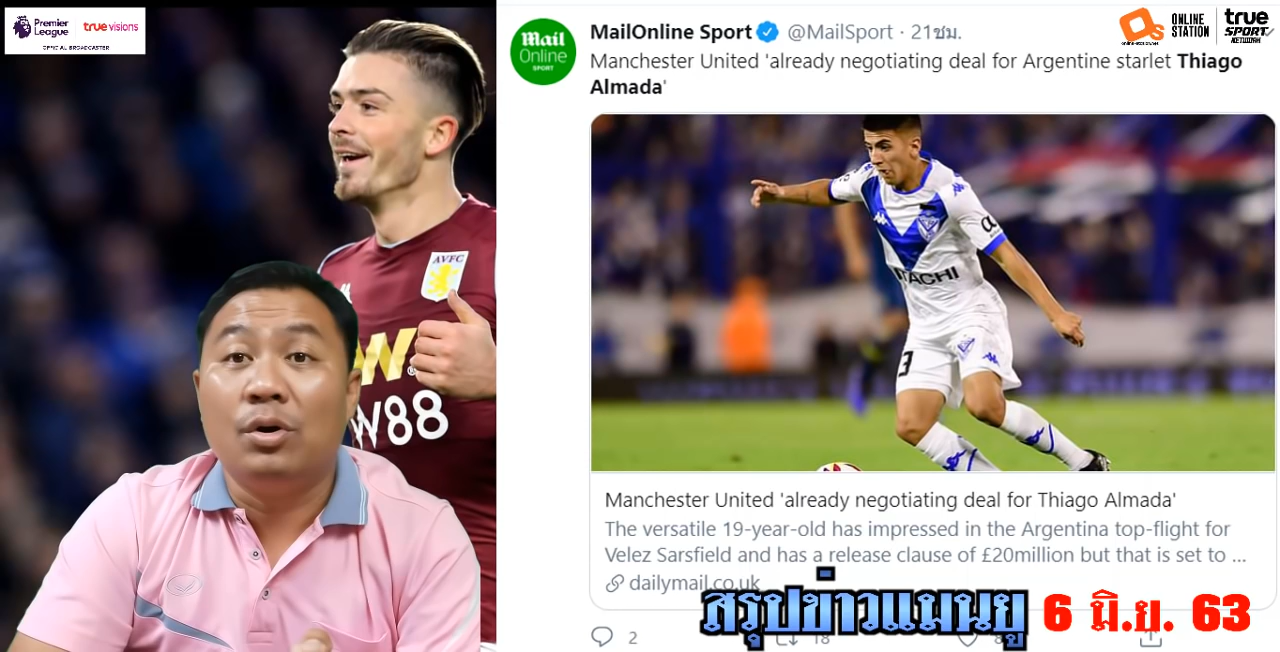 Premier
League
true visions
OFFICIAL BROADCASTER
Mail
Online
SPORT
MailOnline Sport @MailSport · 21ชม.
Manchester United 'already negotiating deal for Argentine starlet Thiago
Almada'
OS
ONLINE
STATION
true
SPORT
NETWORK
AVFC
W88
HITACHI
3
Manchester United 'already negotiating deal for Thiago Almada'
The versatile 19-year-old has impressed in the Argentina top-flight for
Velez Sarsfield and has a release clause of £20million but that is set to ...
dailymail.co.uk
สรุปข่าวแมนยู 6 มิ.ย. 63
2
18